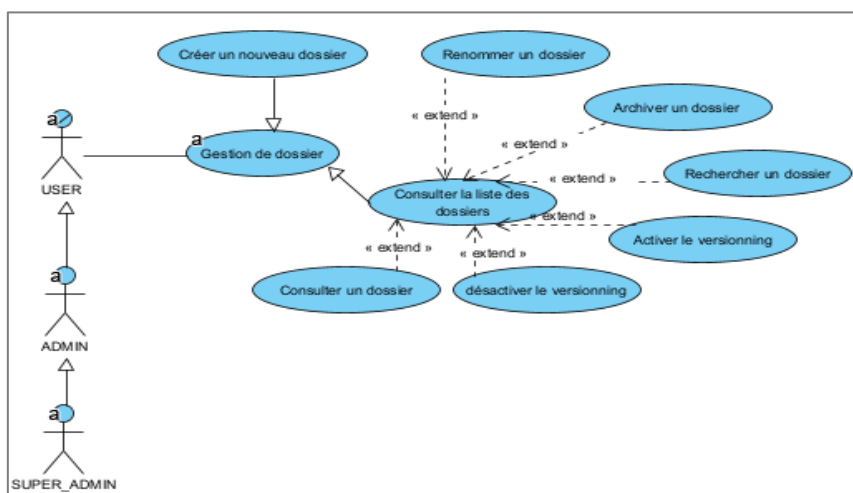 Créer un nouveau dossier
Renommer un dossier
« extend »
Archiver un dossier
« extend »
a
USER
a
Gestion de dossier
« extend »
Rechercher un dossier
Consulter la liste des
dossiers
« extend »
Activer le versionning
« extend »
« extend »
Consulter un dossier
désactiver le versionning
a
ADMIN
a
SUPER_ADMIN